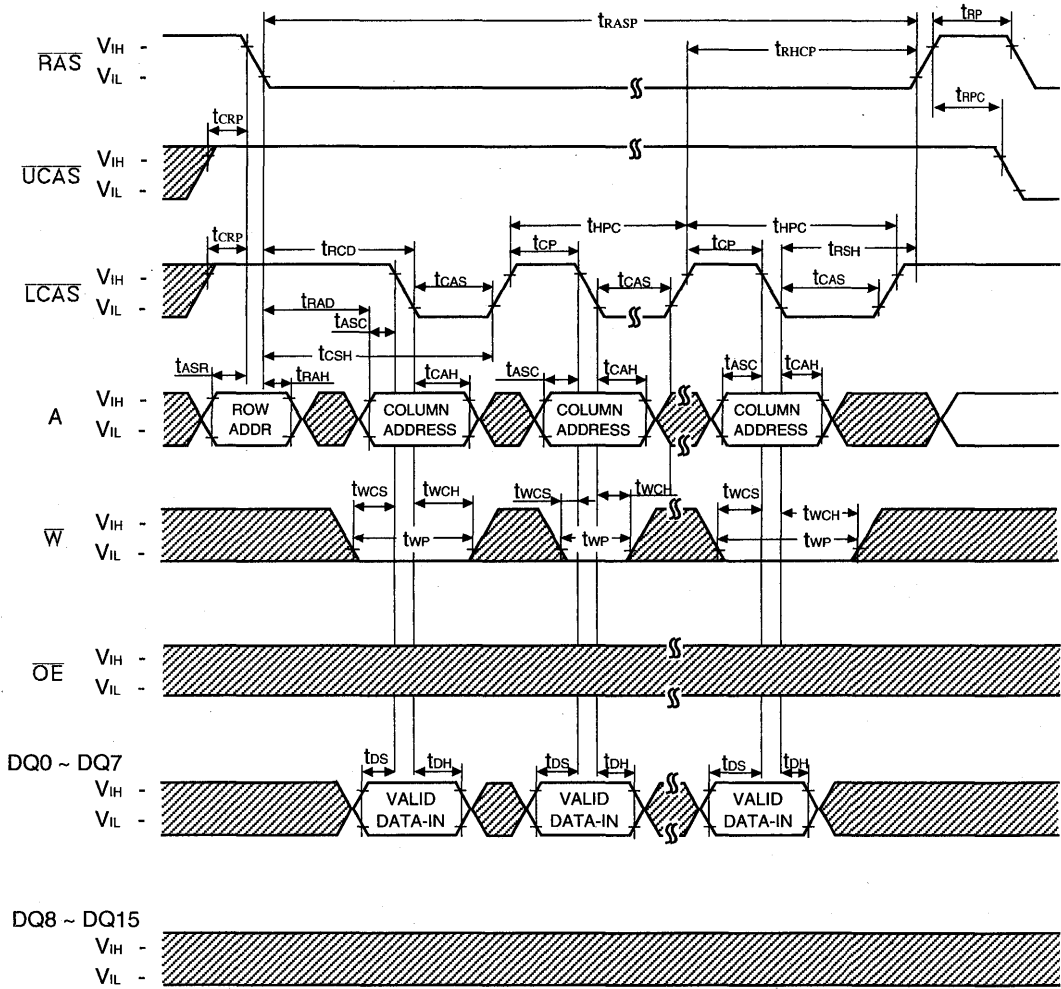 tRASP
tRP
tRHCP
RAS
VIH -
VIL -
tRPC
tCRP
UCAS
VIH -
VIL -
tHPC
tHPC
tCRP
tRCD
tCP
tCP
tRSH
LCAS
VIH -
VIL -
tCAS
tCAS
tCAS
tRAD
tASC
tCSH
tASR
tRAH
tCAH
tASC
tCAH
tASC
tCAH
A
VIH -
VIL -
ROW
ADDR
COLUMN
ADDRESS
COLUMN
ADDRESS
COLUMN
ADDRESS
tWCS
tWCH
tWCS
tWCH
tWCS
tWCH
W
VIH -
VIL -
tWP
tWP
tWP
OE
VIH -
VIL -
DQ0 ~ DQ7
VIH -
VIL -
tDS
tDH
tDS
tDH
tDS
tDH
VALID
DATA-IN
VALID
DATA-IN
VALID
DATA-IN
DQ8 ~ DQ15
VIH -
VIL -